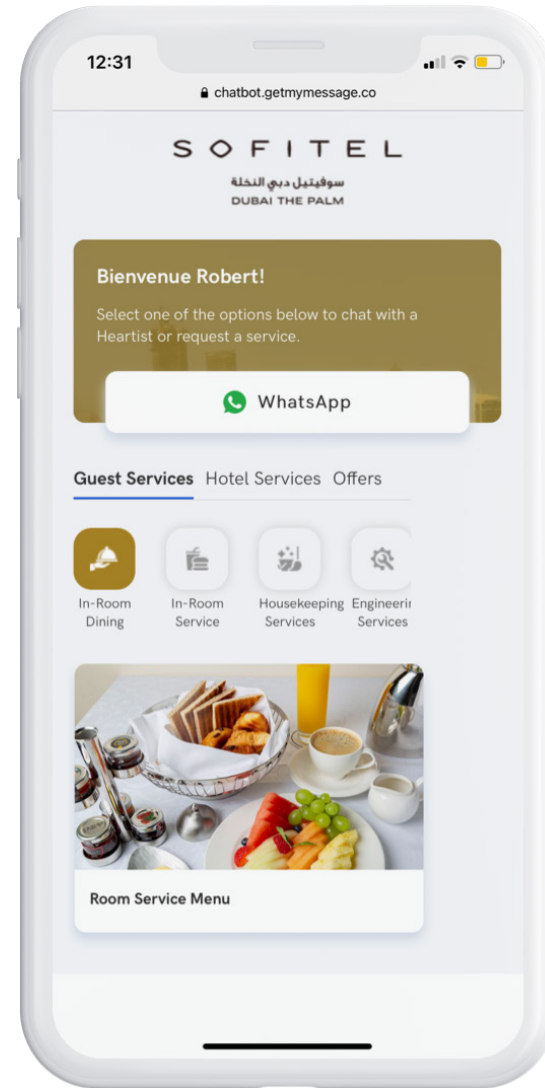 12:31
chatbot.getmymessage.co
SOFITEL
سوفيتيل دبي النخلة
DUBAI THE PALM
Bienvenue Robert!
Select one of the options below to chat with a
Heartist or request a service.
WhatsApp
Guest Services Hotel Services Offers
In-Room
Dining
In-Room
Service
Housekeeping
Services
Engineerin
Services
Room Service Menu